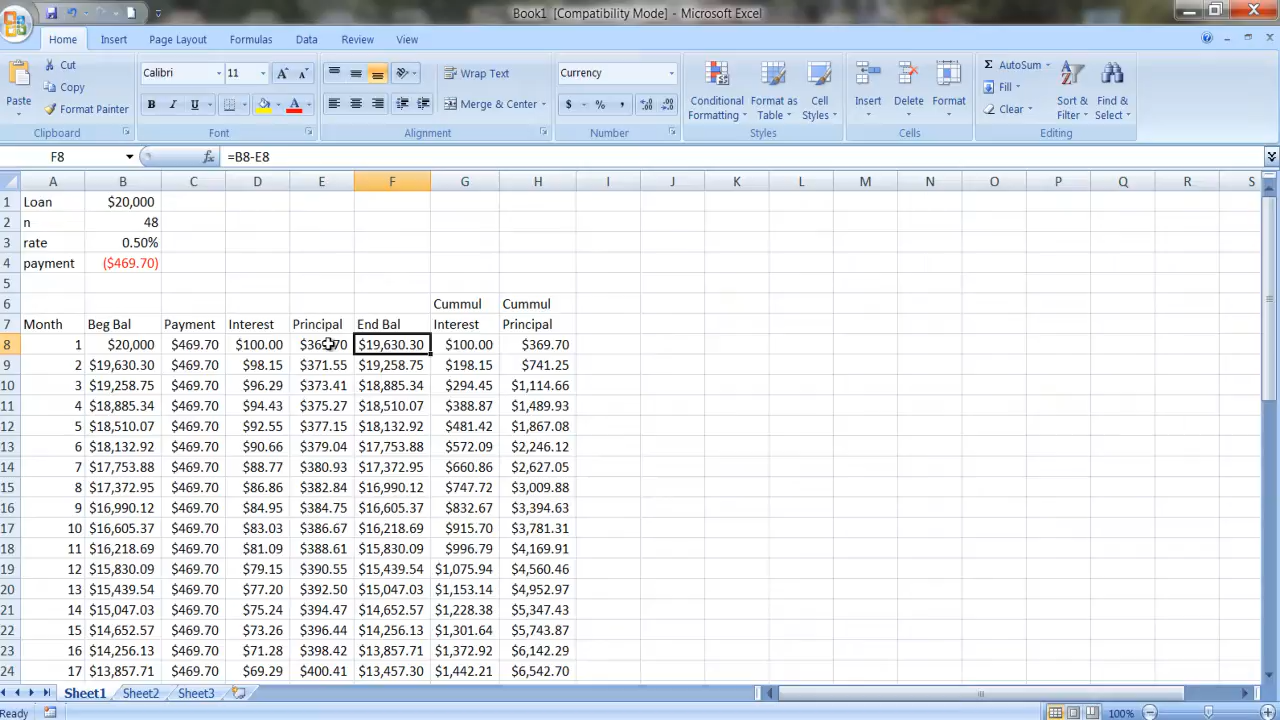 Book1 [Compatibility Mode] - Microsoft Excel
Home Insert Page Layout Formulas Data Review View
Paste Cut Calibri 11 A A Wrap Text Currency Conditional Formatting Format as Table Cell Styles Insert Delete Format Σ AutoSum Sort & Filter Find & Select
Copy Fill
Format Painter B I U A Merge & Center $ % , Clear
Clipboard Font Alignment Number Styles Cells Editing
F8 fx =B8-E8
A B C D E F G H I J K L M N O P Q R S
1 Loan $20,000
2 n 48
3 rate 0.50%
4 payment ($469.70)
5
6 Cummul Cummul
7 Month Beg Bal Payment Interest Principal End Bal Interest Principal
8 1 $20,000 $469.70 $100.00 $369.70 $19,630.30 $100.00 $369.70
9 2 $19,630.30 $469.70 $98.15 $371.55 $19,258.75 $198.15 $741.25
10 3 $19,258.75 $469.70 $96.29 $373.41 $18,885.34 $294.45 $1,114.66
11 4 $18,885.34 $469.70 $94.43 $375.27 $18,510.07 $388.87 $1,489.93
12 5 $18,510.07 $469.70 $92.55 $377.15 $18,132.92 $481.42 $1,867.08
13 6 $18,132.92 $469.70 $90.66 $379.04 $17,753.88 $572.09 $2,246.12
14 7 $17,753.88 $469.70 $88.77 $380.93 $17,372.95 $660.86 $2,627.05
15 8 $17,372.95 $469.70 $86.86 $382.84 $16,990.12 $747.72 $3,009.88
16 9 $16,990.12 $469.70 $84.95 $384.75 $16,605.37 $832.67 $3,394.63
17 10 $16,605.37 $469.70 $83.03 $386.67 $16,218.69 $915.70 $3,781.31
18 11 $16,218.69 $469.70 $81.09 $388.61 $15,830.09 $996.79 $4,169.91
19 12 $15,830.09 $469.70 $79.15 $390.55 $15,439.54 $1,075.94 $4,560.46
20 13 $15,439.54 $469.70 $77.20 $392.50 $15,047.03 $1,153.14 $4,952.97
21 14 $15,047.03 $469.70 $75.24 $394.47 $14,652.57 $1,228.38 $5,347.43
22 15 $14,652.57 $469.70 $73.26 $396.44 $14,256.13 $1,301.64 $5,743.87
23 16 $14,256.13 $469.70 $71.28 $398.42 $13,857.71 $1,372.92 $6,142.29
24 17 $13,857.71 $469.70 $69.29 $400.41 $13,457.30 $1,442.21 $6,542.70
Sheet1 Sheet2 Sheet3
Ready 100%